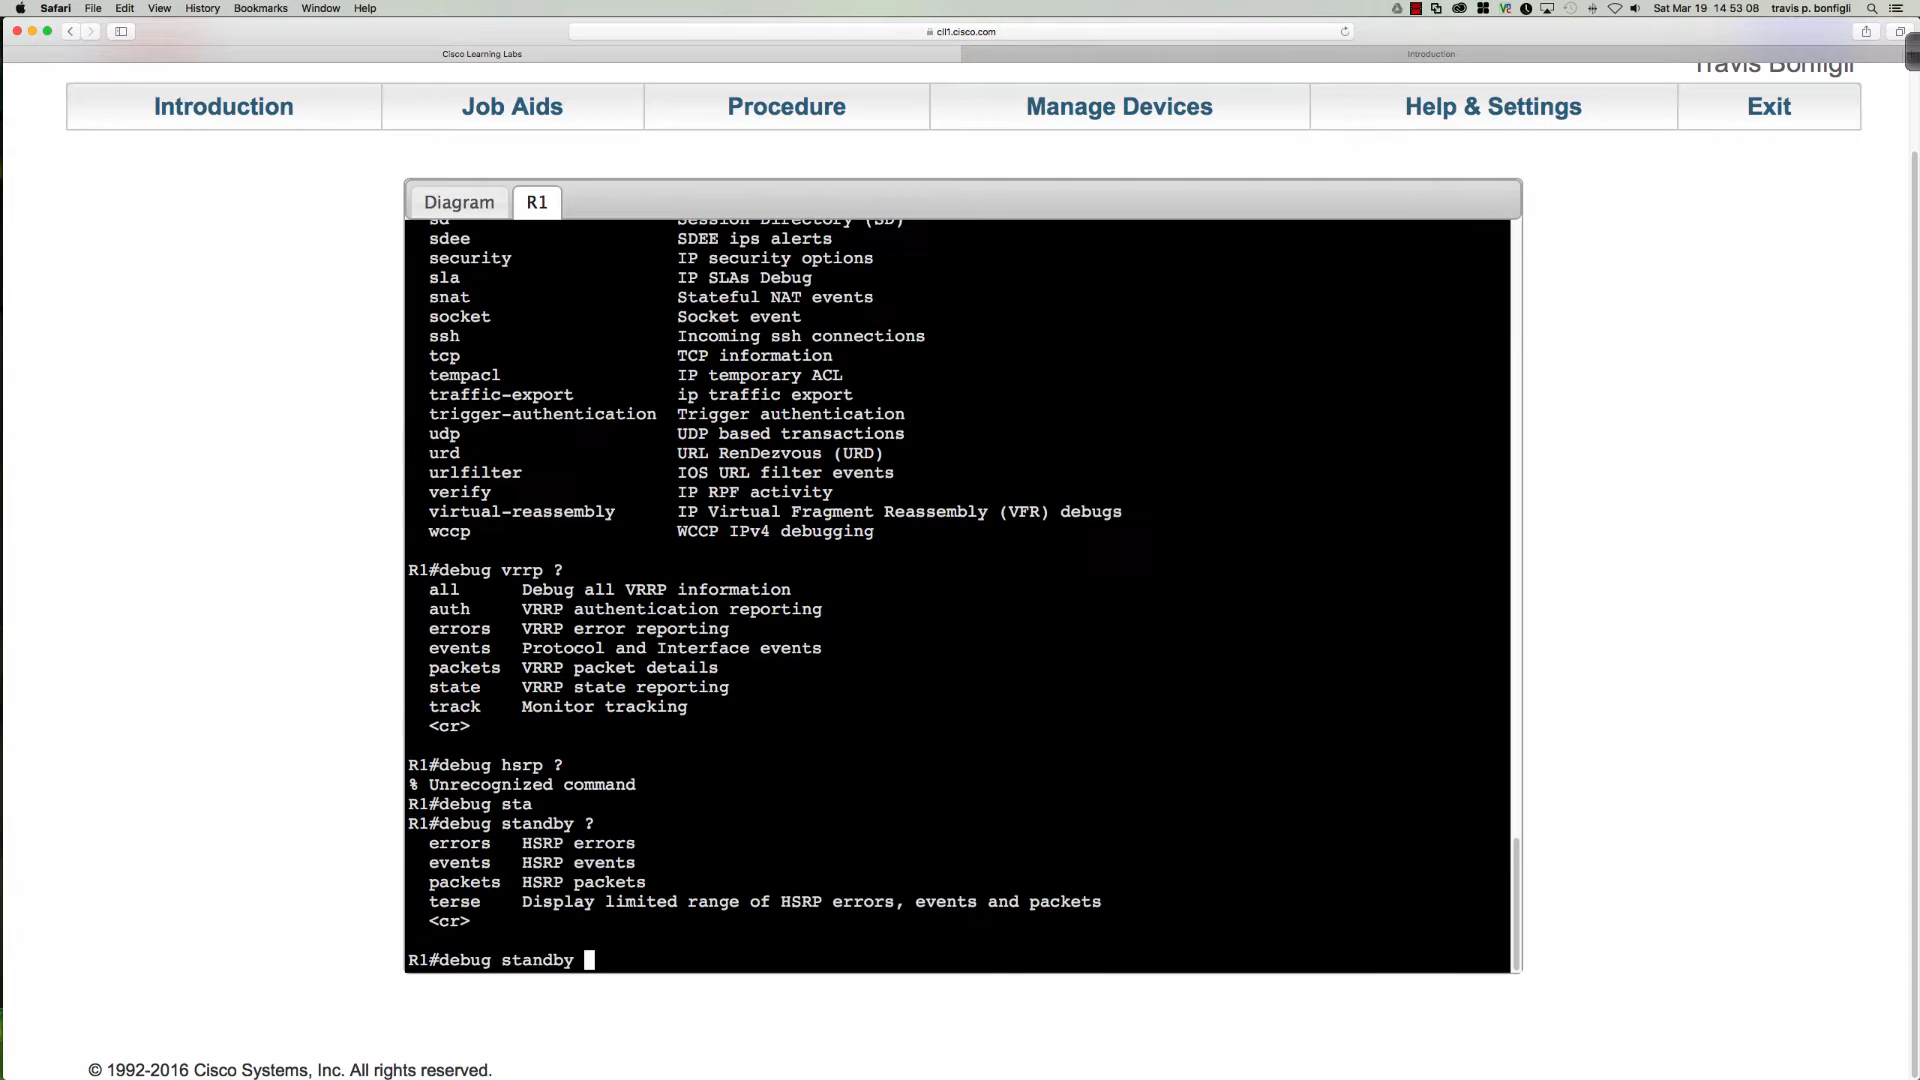 Safari File Edit View History Bookmarks Window Help Sat Mar 19 14 53 08 travis p. bonfigli
cll1.cisco.com
Cisco Learning Labs Introduction
Travis Bonfigli
Introduction Job Aids Procedure Manage Devices Help & Settings Exit
Diagram R1
sd Session Directory (SD)
sdee SDEE ips alerts
security IP security options
sla IP SLAs Debug
snat Stateful NAT events
socket Socket event
ssh Incoming ssh connections
tcp TCP information
tempacl IP temporary ACL
traffic-export ip traffic export
trigger-authentication Trigger authentication
udp UDP based transactions
urd URL RenDezvous (URD)
urlfilter IOS URL filter events
verify IP RPF activity
virtual-reassembly IP Virtual Fragment Reassembly (VFR) debugs
wccp WCCP IPv4 debugging
R1#debug vrrp ?
all Debug all VRRP information
auth VRRP authentication reporting
errors VRRP error reporting
events Protocol and Interface events
packets VRRP packet details
state VRRP state reporting
track Monitor tracking
<cr>
R1#debug hsrp ?
% Unrecognized command
R1#debug sta
R1#debug standby ?
errors HSRP errors
events HSRP events
packets HSRP packets
terse Display limited range of HSRP errors, events and packets
<cr>
R1#debug standby
© 1992-2016 Cisco Systems, Inc. All rights reserved.